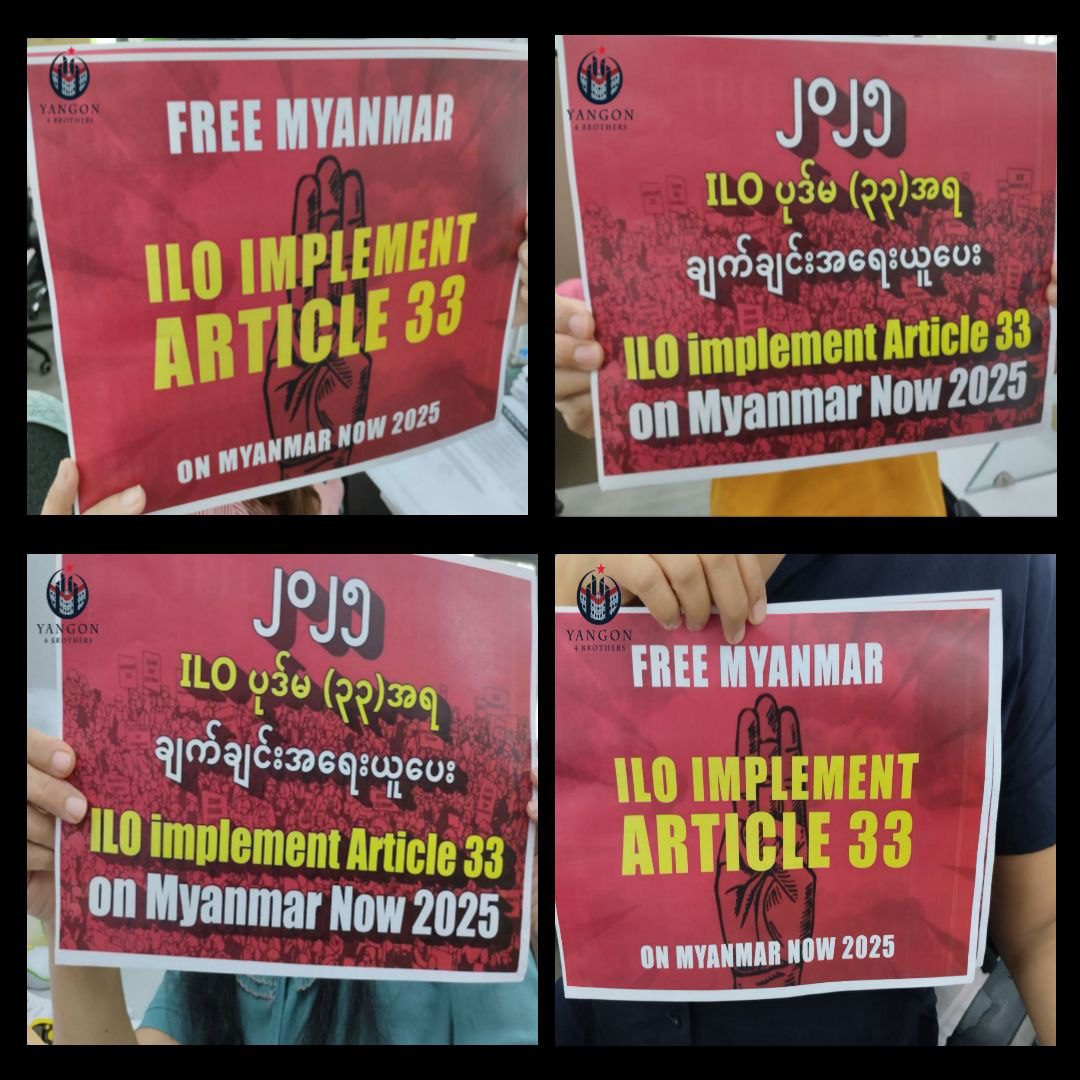 YANGON
4 BROTHERS
FREE MYANMAR
ILO IMPLEMENT
ARTICLE 33
ON MYANMAR NOW 2025
YANGON
4 BROTHERS
၂၀၂၅
ILO ပုဒ်မ (၃၃)အရ
ချက်ချင်းအရေးယူပေး
ILO implement Article 33
on Myanmar Now 2025
YANGON
4 BROTHERS
၂၀၂၅
ILO ပုဒ်မ (၃၃)အရ
ချက်ချင်းအရေးယူပေး
ILO implement Article 33
on Myanmar Now 2025
YANGON
4 BROTHERS
FREE MYANMAR
ILO IMPLEMENT
ARTICLE 33
ON MYANMAR NOW 2025